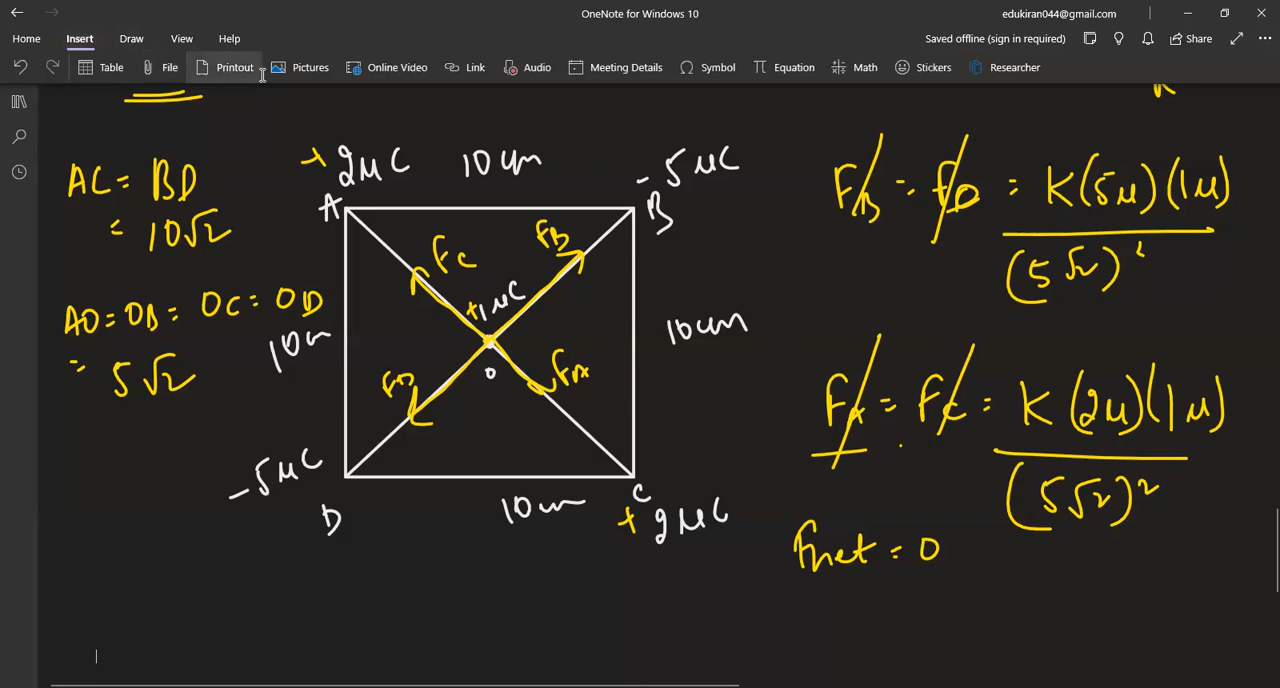 OneNote for Windows 10
edukiran044@gmail.com
Home Insert Draw View Help
Saved offline (sign in required) Share
Table File Printout Pictures Online Video Link Audio Meeting Details Symbol Equation Math Stickers Researcher
K
AC = BD
= 10√2
AO = OB = OC = OD
= 5√2
+2μC
10cm
-5μC
A
B
FC
FB
+1μC
10cm
10cm
O
FD
FA
-5μC
D
10cm
C
+2μC
FB = FD = K(5μ)(1μ)
(5√2)²
FA = FC = K(2μ)(1μ)
(5√2)²
Fnet = 0